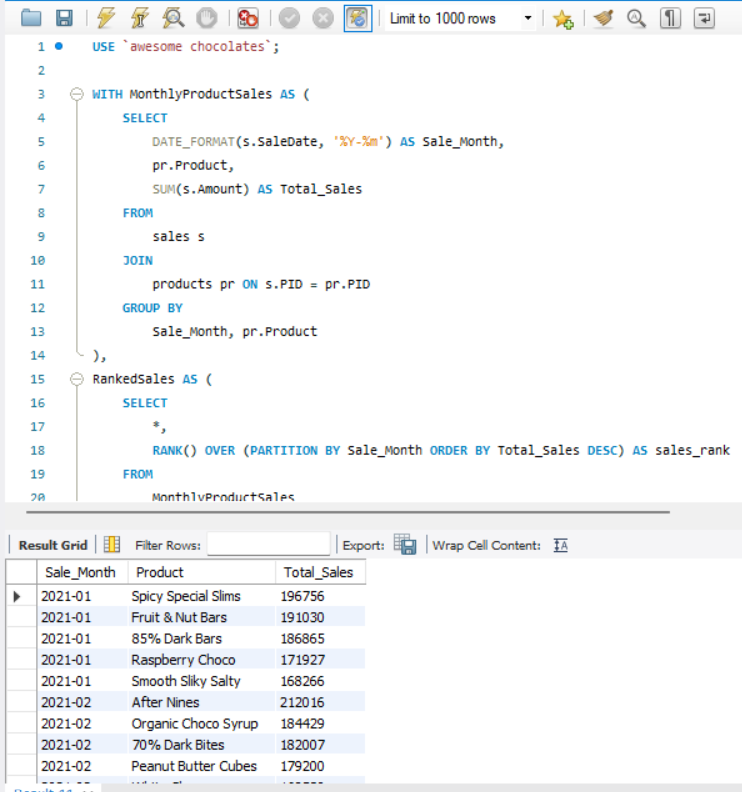 Limit to 1000 rows
1 USE `awesome chocolates`;
2
3 WITH MonthlyProductSales AS (
4 SELECT
5 DATE_FORMAT(s.SaleDate, '%Y-%m') AS Sale_Month,
6 pr.Product,
7 SUM(s.Amount) AS Total_Sales
8 FROM
9 sales s
10 JOIN
11 products pr ON s.PID = pr.PID
12 GROUP BY
13 Sale_Month, pr.Product
14 ),
15 RankedSales AS (
16 SELECT
17 *,
18 RANK() OVER (PARTITION BY Sale_Month ORDER BY Total_Sales DESC) AS sales_rank
19 FROM
20 MonthlyProductSales
Result Grid Filter Rows: Export: Wrap Cell Content: IA
Sale_Month Product Total_Sales
2021-01 Spicy Special Slims 196756
2021-01 Fruit & Nut Bars 191030
2021-01 85% Dark Bars 186865
2021-01 Raspberry Choco 171927
2021-01 Smooth Sliky Salty 168266
2021-02 After Nines 212016
2021-02 Organic Choco Syrup 184429
2021-02 70% Dark Bites 182007
2021-02 Peanut Butter Cubes 179200